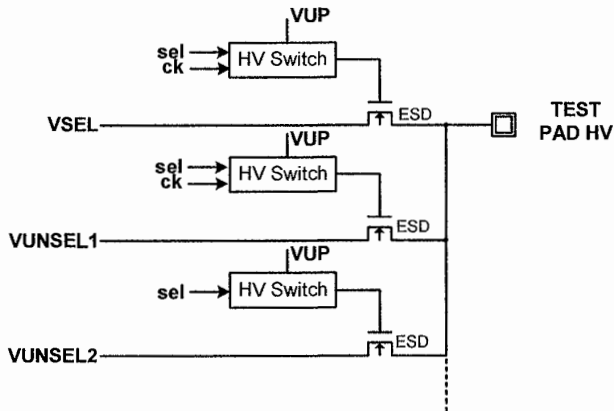 VUP
sel
ck
HV Switch
VSEL
ESD
TEST
PAD HV
VUP
sel
ck
HV Switch
VUNSEL1
ESD
VUP
sel
HV Switch
VUNSEL2
ESD